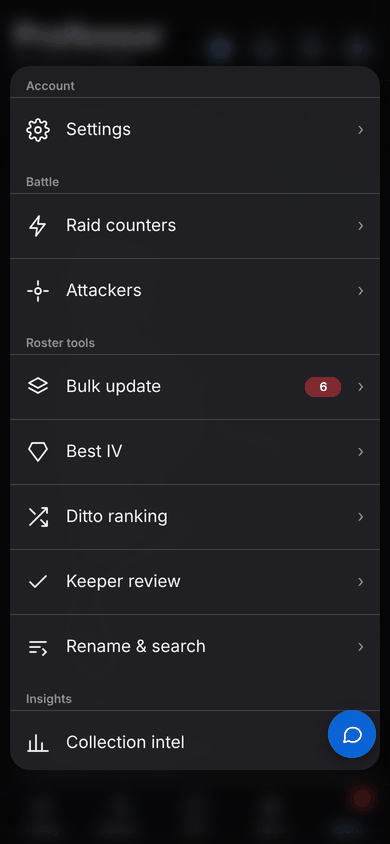 Account
Settings
Battle
Raid counters
Attackers
Roster tools
Bulk update 6
Best IV
Ditto ranking
Keeper review
Rename & search
Insights
Collection intel